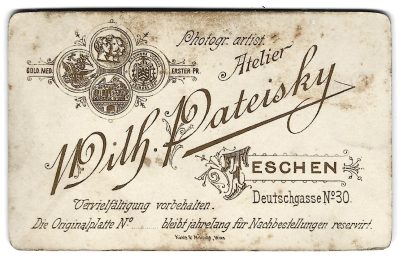 Photogr. artist.
Atelier
GOLD. MED. ERSTER PR.
Wilh. Pateisky
TESCHEN
Deutschgasse No 30.
Vervielfältigung vorbehalten.
Die Originalplatte No bleibt jahrelang für Nachbestellungen reservirt.
Wien